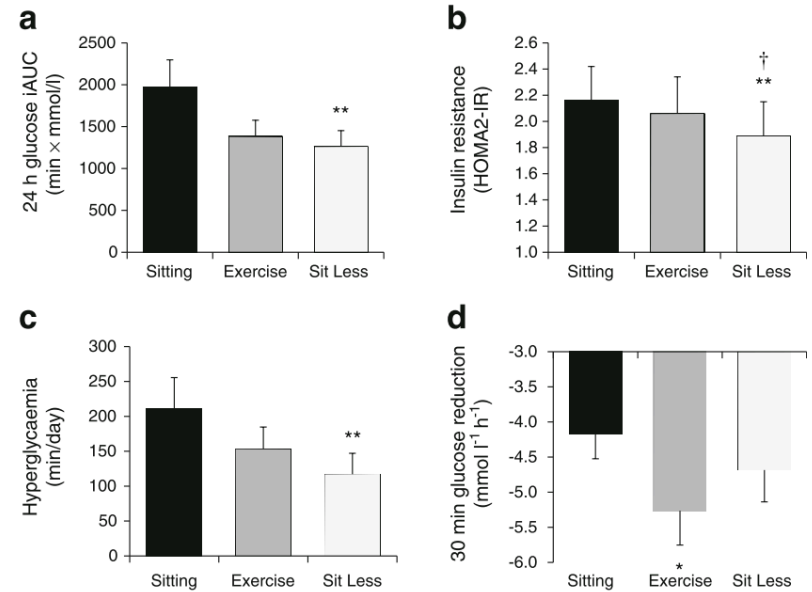 a
24 h glucose iAUC
(min × mmol/l)
2500
2000
1500
1000
500
0
**
Sitting Exercise Sit Less
b
Insulin resistance
(HOMA2-IR)
2.6
2.4
2.2
2.0
1.8
1.6
1.4
1.2
1.0
†
**
Sitting Exercise Sit Less
c
Hyperglycaemia
(min/day)
300
250
200
150
100
50
0
**
Sitting Exercise Sit Less
d
30 min glucose reduction
(mmol l⁻¹ h⁻¹)
-3.0
-3.5
-4.0
-4.5
-5.0
-5.5
-6.0
*
Sitting Exercise Sit Less